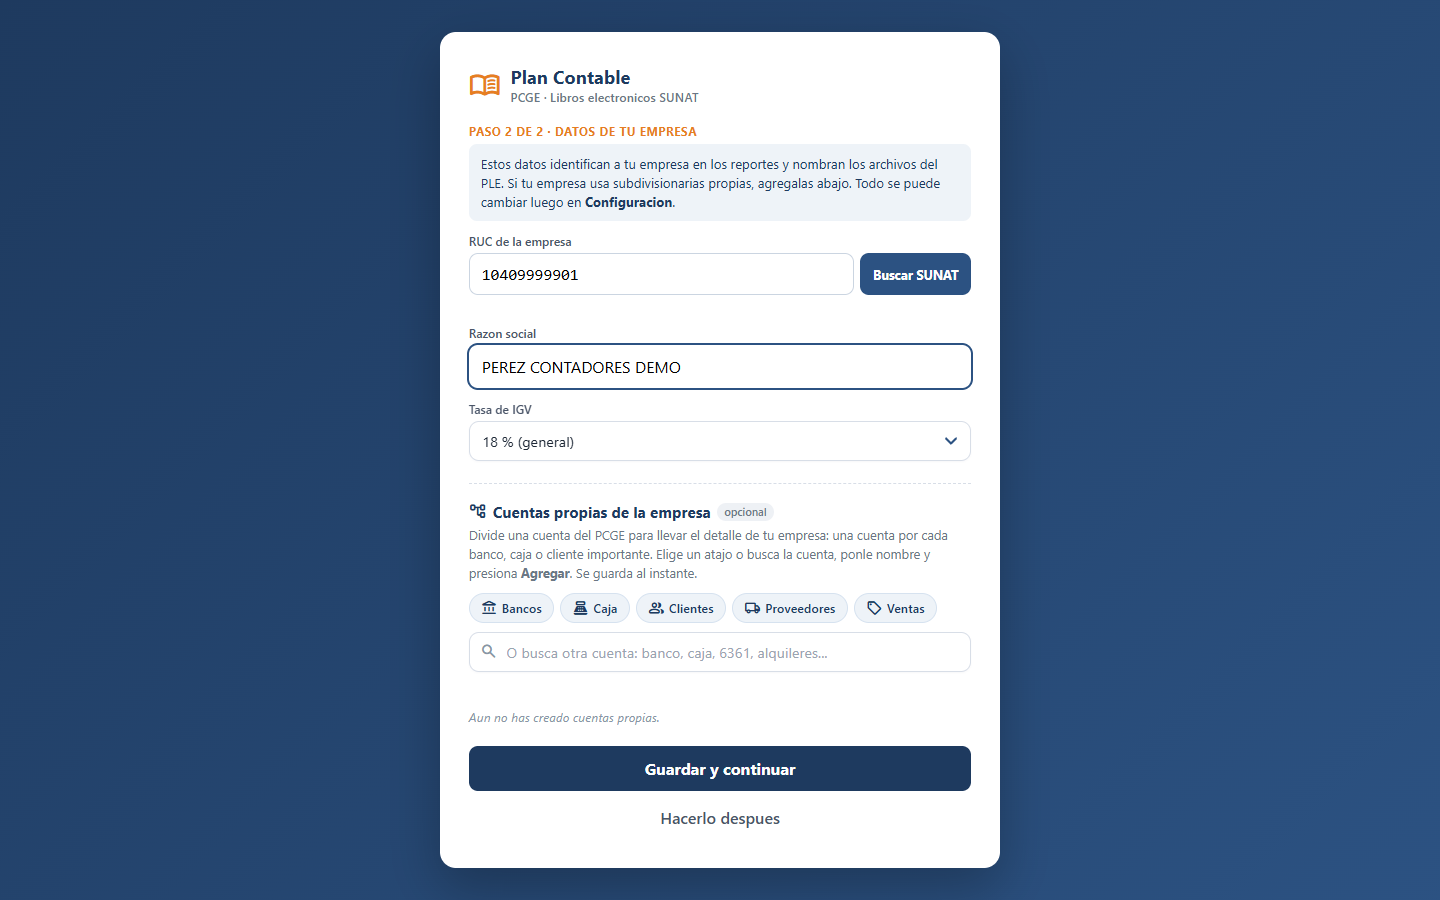 Plan Contable
PCGE · Libros electronicos SUNAT
PASO 2 DE 2 · DATOS DE TU EMPRESA
Estos datos identifican a tu empresa en los reportes y nombran los archivos del
PLE. Si tu empresa usa subdivisionarias propias, agregalas abajo. Todo se puede
cambiar luego en Configuracion.
RUC de la empresa
10409999901
Buscar SUNAT
Razon social
PEREZ CONTADORES DEMO
Tasa de IGV
18 % (general)
Cuentas propias de la empresa opcional
Divide una cuenta del PCGE para llevar el detalle de tu empresa: una cuenta por cada
banco, caja o cliente importante. Elige un atajo o busca la cuenta, ponle nombre y
presiona Agregar. Se guarda al instante.
Bancos Caja Clientes Proveedores Ventas
O busca otra cuenta: banco, caja, 6361, alquileres...
Aun no has creado cuentas propias.
Guardar y continuar
Hacerlo despues